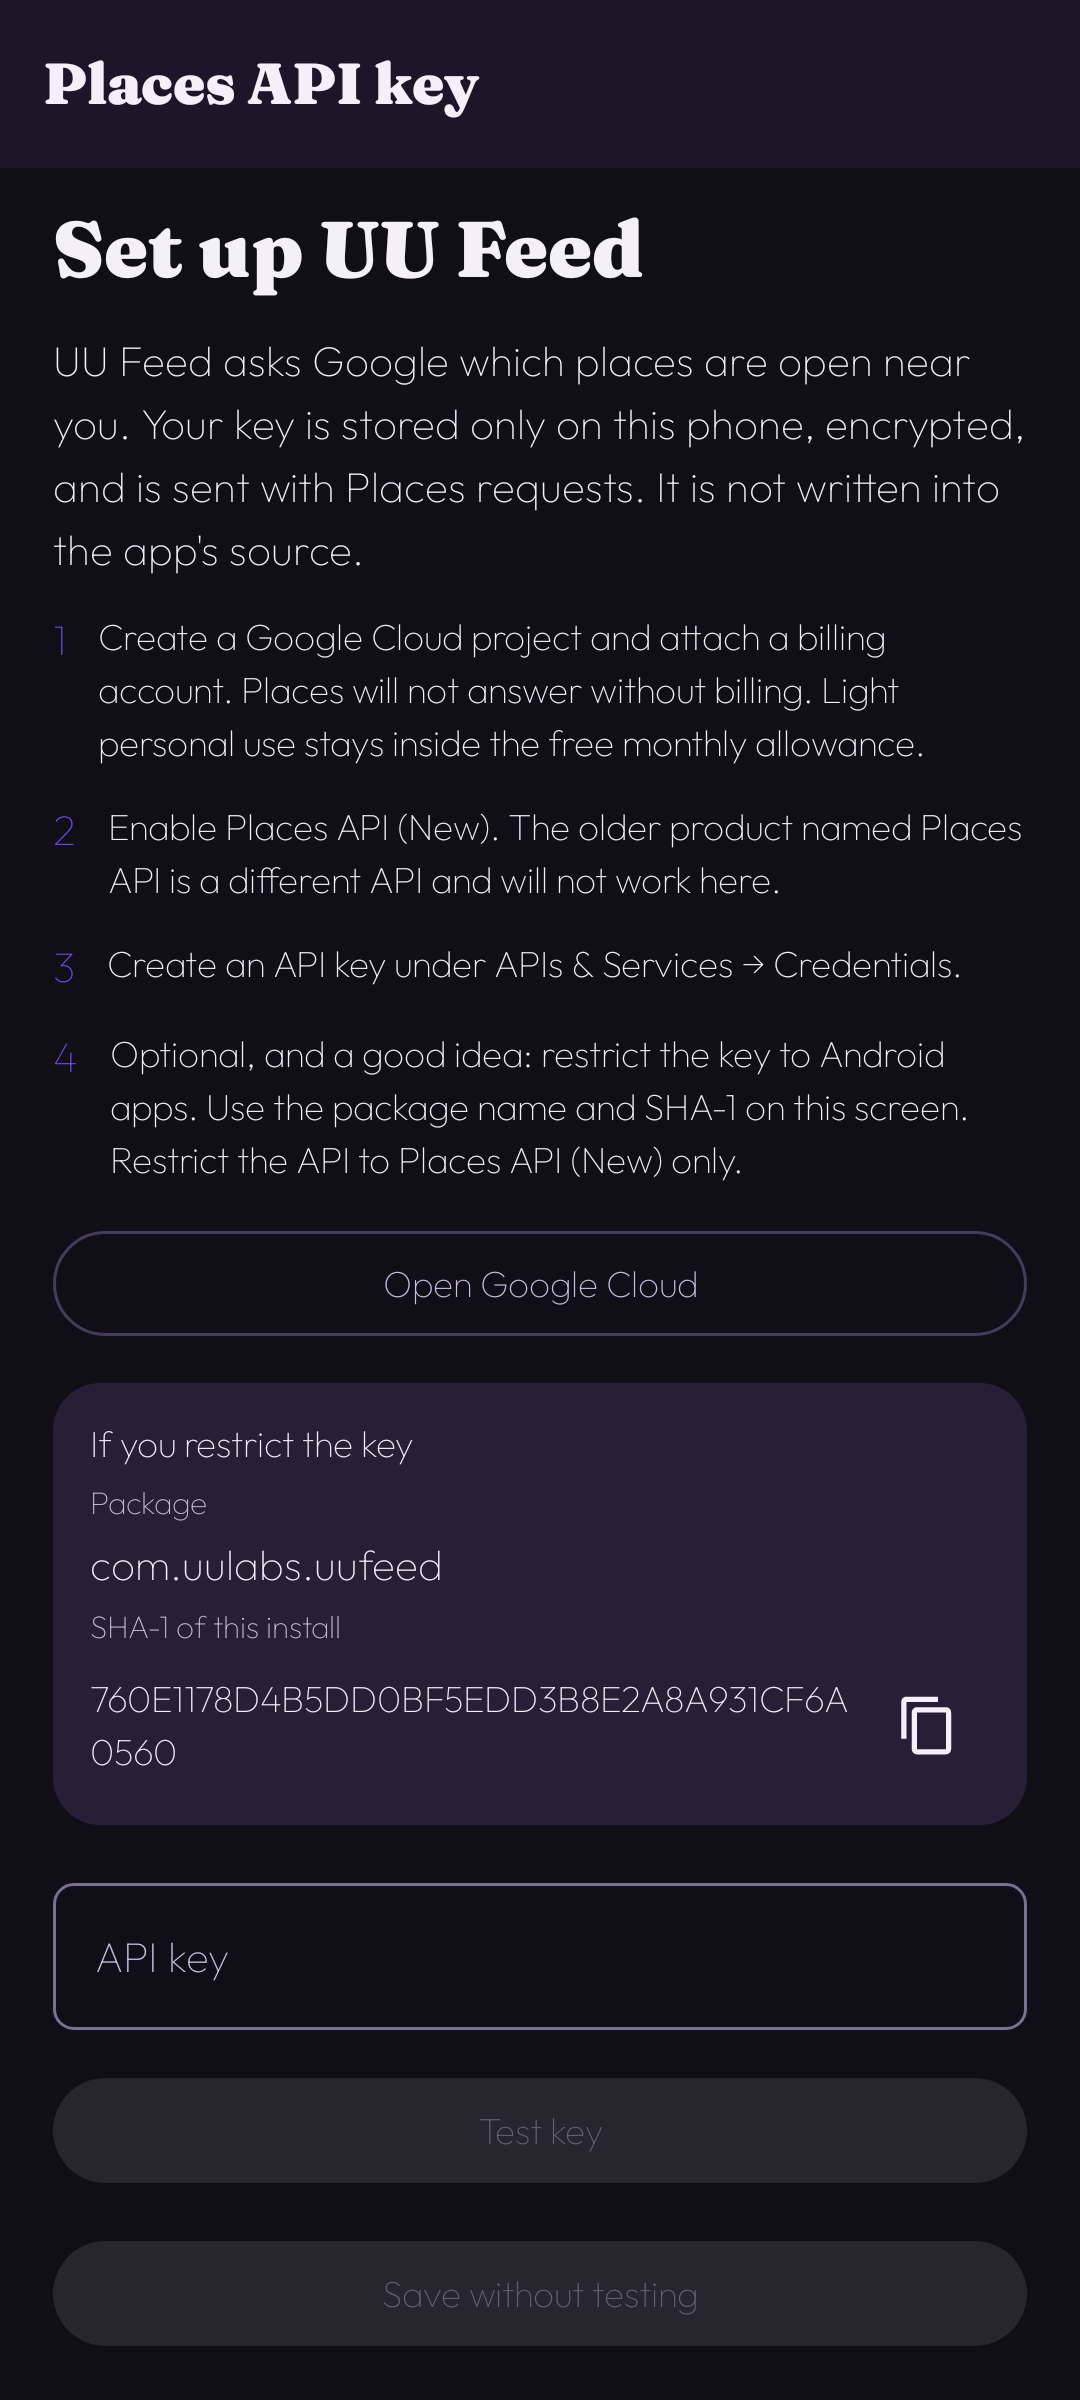 Places API key
Set up UU Feed
UU Feed asks Google which places are open near
you. Your key is stored only on this phone, encrypted,
and is sent with Places requests. It is not written into
the app's source.
1 Create a Google Cloud project and attach a billing
account. Places will not answer without billing. Light
personal use stays inside the free monthly allowance.
2 Enable Places API (New). The older product named Places
API is a different API and will not work here.
3 Create an API key under APIs & Services → Credentials.
4 Optional, and a good idea: restrict the key to Android
apps. Use the package name and SHA-1 on this screen.
Restrict the API to Places API (New) only.
Open Google Cloud
If you restrict the key
Package
com.uulabs.uufeed
SHA-1 of this install
760E1178D4B5DD0BF5EDD3B8E2A8A931CF6A
0560
API key
Test key
Save without testing